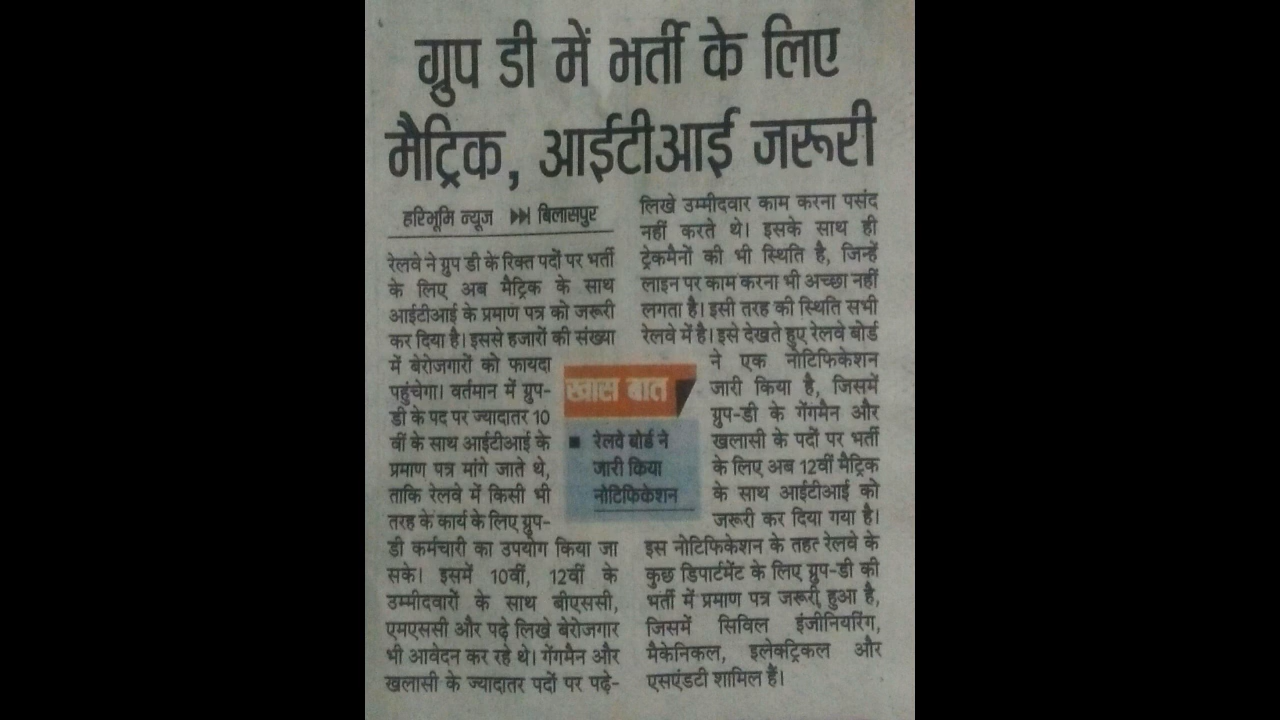 ग्रुप डी में भर्ती के लिए
मैट्रिक, आईटीआई जरूरी
हरिभूमि न्यूज ▶▶| बिलासपुर
रेलवे ने ग्रुप डी के रिक्त पदों पर भर्ती
के लिए अब मैट्रिक के साथ
आईटीआई के प्रमाण पत्र को जरूरी
कर दिया है। इससे हजारों की संख्या
में बेरोजगारों को फायदा
पहुंचेगा। वर्तमान में ग्रुप-
डी के पद पर ज्यादातर 10
वीं के साथ आईटीआई के
प्रमाण पत्र मांगे जाते थे,
ताकि रेलवे में किसी भी
तरह के कार्य के लिए ग्रुप-
डी कर्मचारी का उपयोग किया जा
सके। इसमें 10वीं, 12वीं के
उम्मीदवारों के साथ बीएससी,
एमएससी और पढ़े लिखे बेरोजगार
भी आवेदन कर रहे थे। गेंगमैन और
खलासी के ज्यादातर पदों पर पढ़े-
खास बात
■ रेलवे बोर्ड ने
जारी किया
नोटिफिकेशन
लिखे उम्मीदवार काम करना पसंद
नहीं करते थे। इसके साथ ही
ट्रेकमैनों की भी स्थिति है, जिन्हें
लाइन पर काम करना भी अच्छा नहीं
लगता है। इसी तरह की स्थिति सभी
रेलवे में है। इसे देखते हुए रेलवे बोर्ड
ने एक नोटिफिकेशन
जारी किया है, जिसमें
ग्रुप-डी के गेंगमैन और
खलासी के पदों पर भर्ती
के लिए अब 12वीं मैट्रिक
के साथ आईटीआई को
जरूरी कर दिया गया है।
इस नोटिफिकेशन के तहत रेलवे के
कुछ डिपार्टमेंट के लिए ग्रुप-डी की
भर्ती में प्रमाण पत्र जरूरी हुआ है,
जिसमें सिविल इंजीनियरिंग,
मैकेनिकल, इलेक्ट्रिकल और
एसएंडटी शामिल हैं।